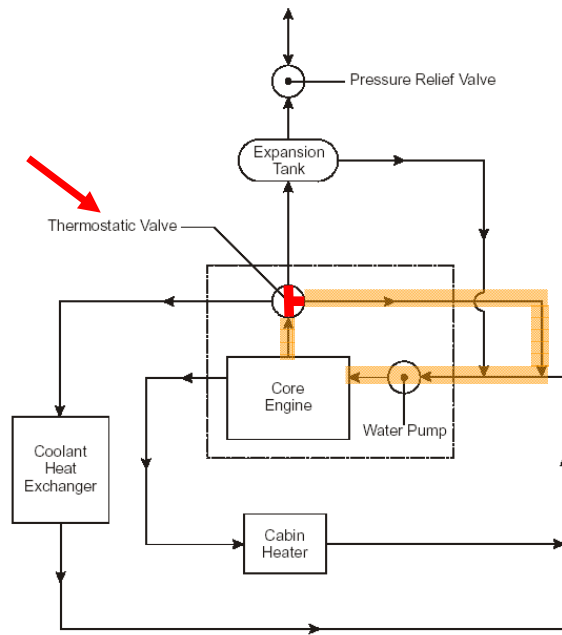 Pressure Relief Valve
Expansion
Tank
Thermostatic Valve
Core
Engine
Water Pump
Coolant
Heat
Exchanger
Cabin
Heater